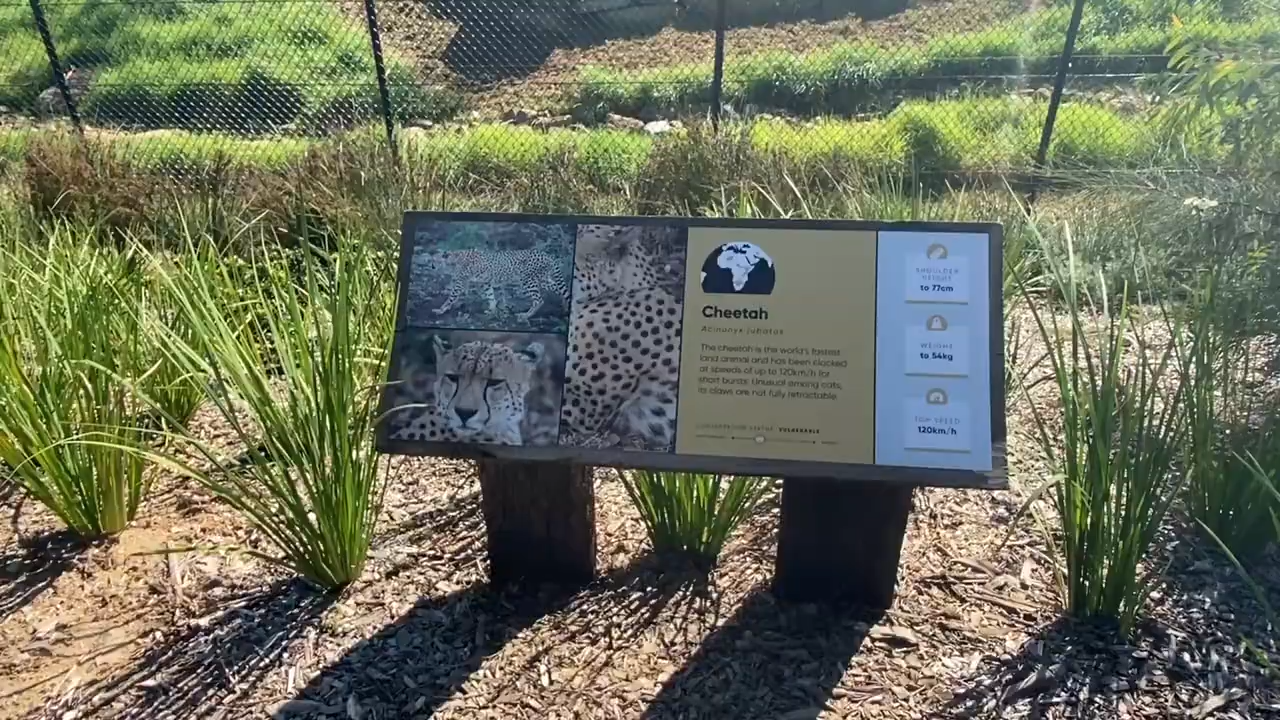 Cheetah
Acinonyx jubatus
The cheetah is the world's fastest
land animal and has been clocked
at speeds of up to 120km/h for
short bursts. Unusual among cats,
its claws are not fully retractable.
CONSERVATION STATUS VULNERABLE
SHOULDER
HEIGHT
to 77cm
WEIGHT
to 54kg
TOP SPEED
120km/h